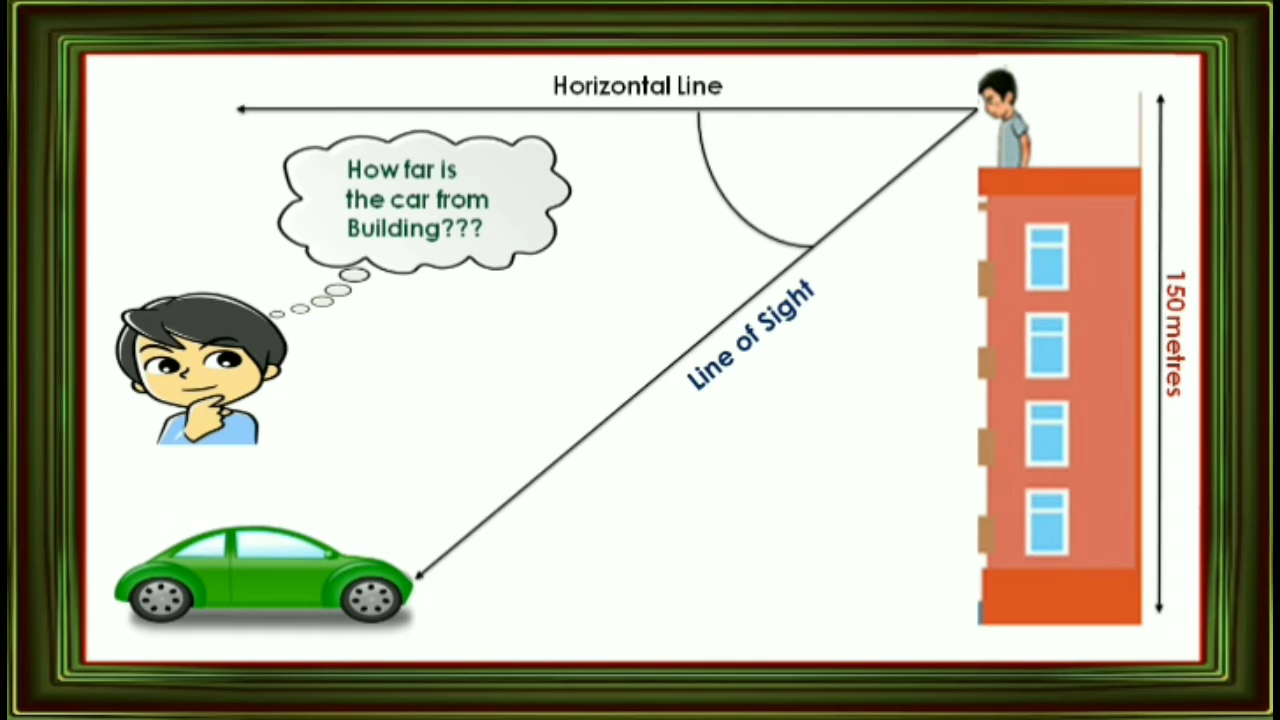 Horizontal Line
How far is
the car from
Building???
Line of Sight
150 metres